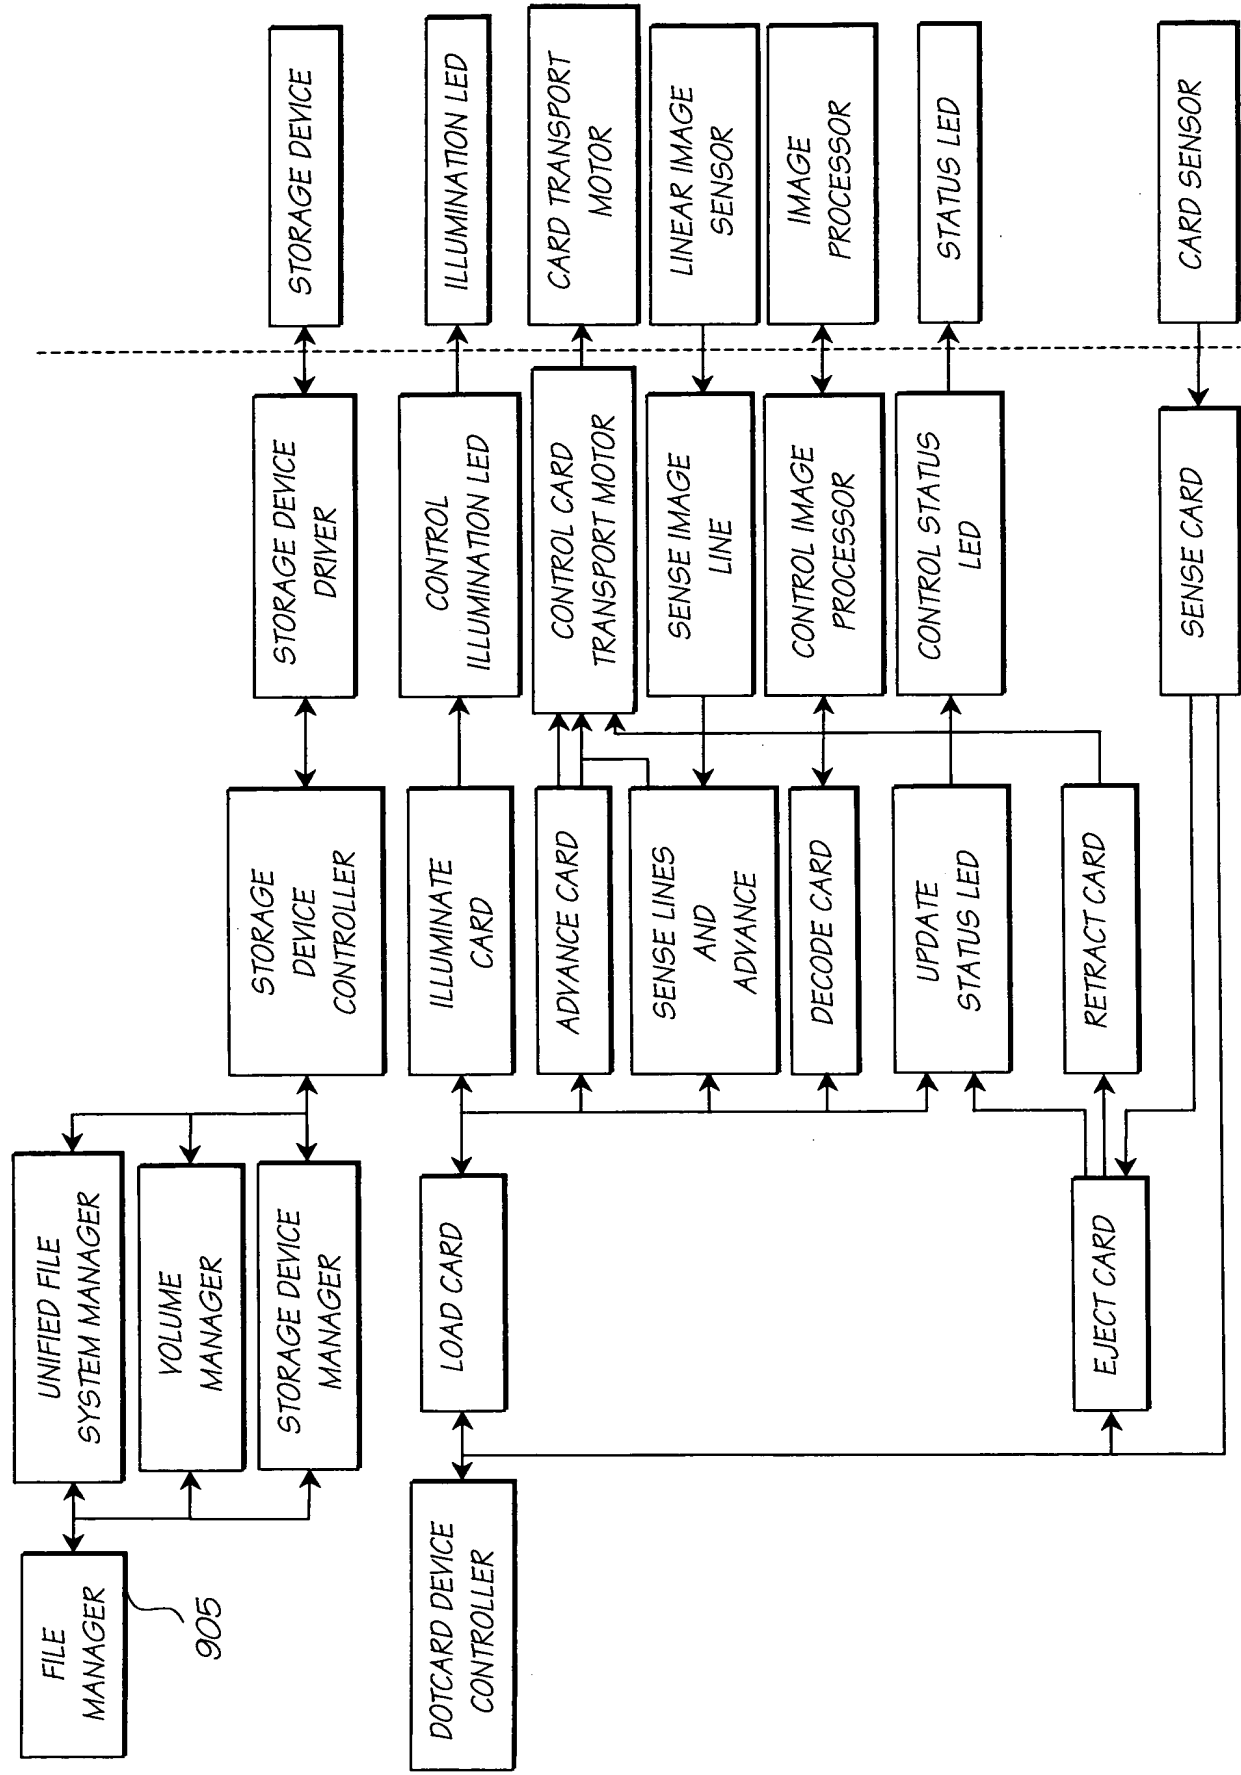 FILE
MANAGER
905
UNIFIED FILE
SYSTEM MANAGER
VOLUME
MANAGER
STORAGE DEVICE
MANAGER
STORAGE
DEVICE
CONTROLLER
STORAGE DEVICE
DRIVER
STORAGE DEVICE
DOTCARD DEVICE
CONTROLLER
LOAD CARD
ILLUMINATE
CARD
CONTROL
ILLUMINATION LED
ILLUMINATION LED
ADVANCE CARD
CONTROL CARD
TRANSPORT MOTOR
CARD TRANSPORT
MOTOR
SENSE LINES
AND
ADVANCE
SENSE IMAGE
LINE
LINEAR IMAGE
SENSOR
DECODE CARD
CONTROL IMAGE
PROCESSOR
IMAGE
PROCESSOR
UPDATE
STATUS LED
CONTROL STATUS
LED
STATUS LED
EJECT CARD
RETRACT CARD
SENSE CARD
CARD SENSOR